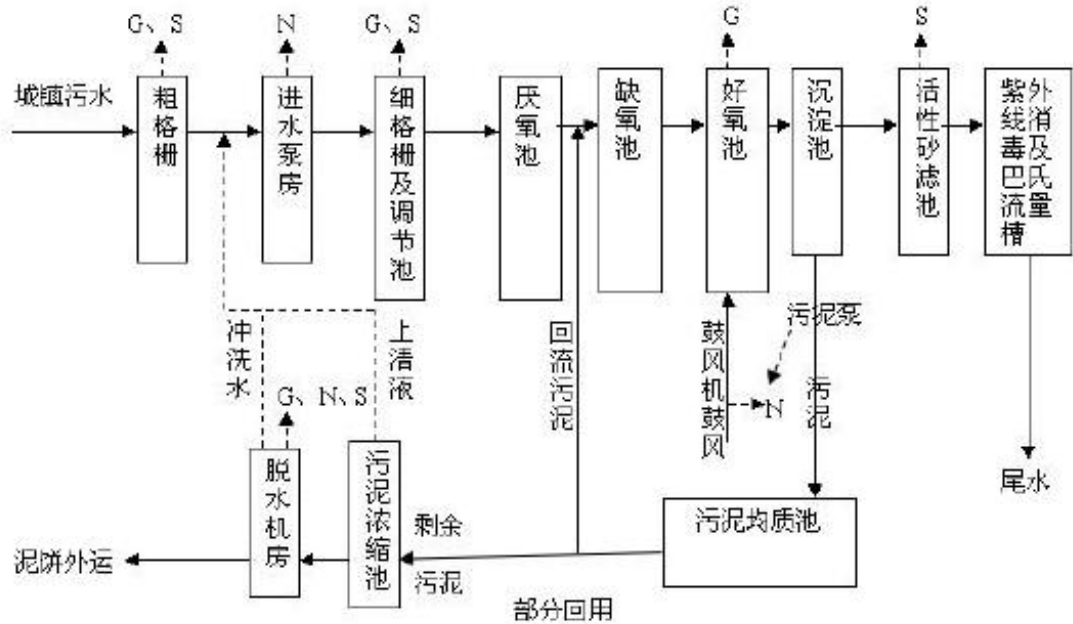 G、S
N
G、S
G
S
城镇污水
粗格栅
进水泵房
细格栅及调节池
厌氧池
缺氧池
好氧池
沉淀池
活性砂滤池
紫外线消毒及巴氏流量槽
冲洗水
上清液
回流污泥
鼓风机鼓风
污泥泵
N
污泥
G、N、S
尾水
脱水机房
污泥浓缩池
剩余
污泥
污泥均质池
泥饼外运
部分回用